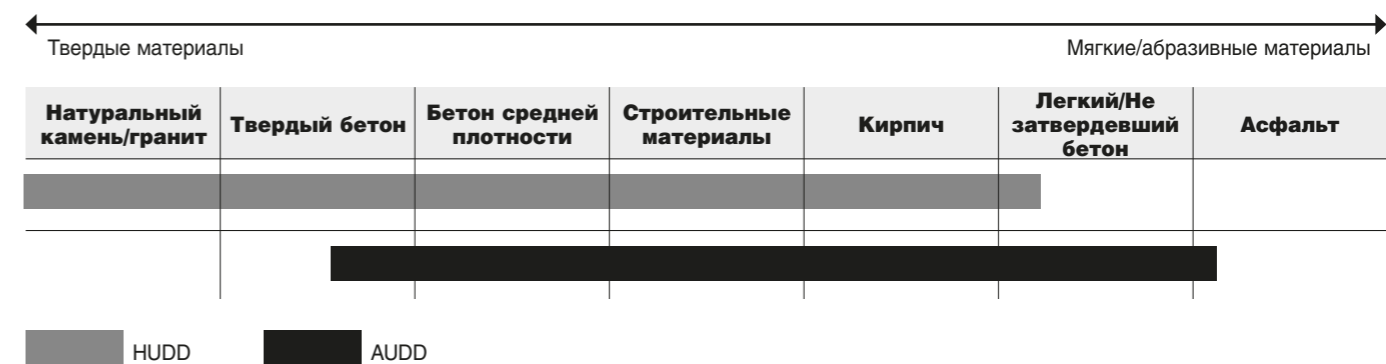 Твердые материалы
Мягкие/абразивные материалы
Натуральный
камень/гранит
Твердый бетон
Бетон средней
плотности
Строительные
материалы
Кирпич
Легкий/Не
затвердевший
бетон
Асфальт
HUDD
AUDD